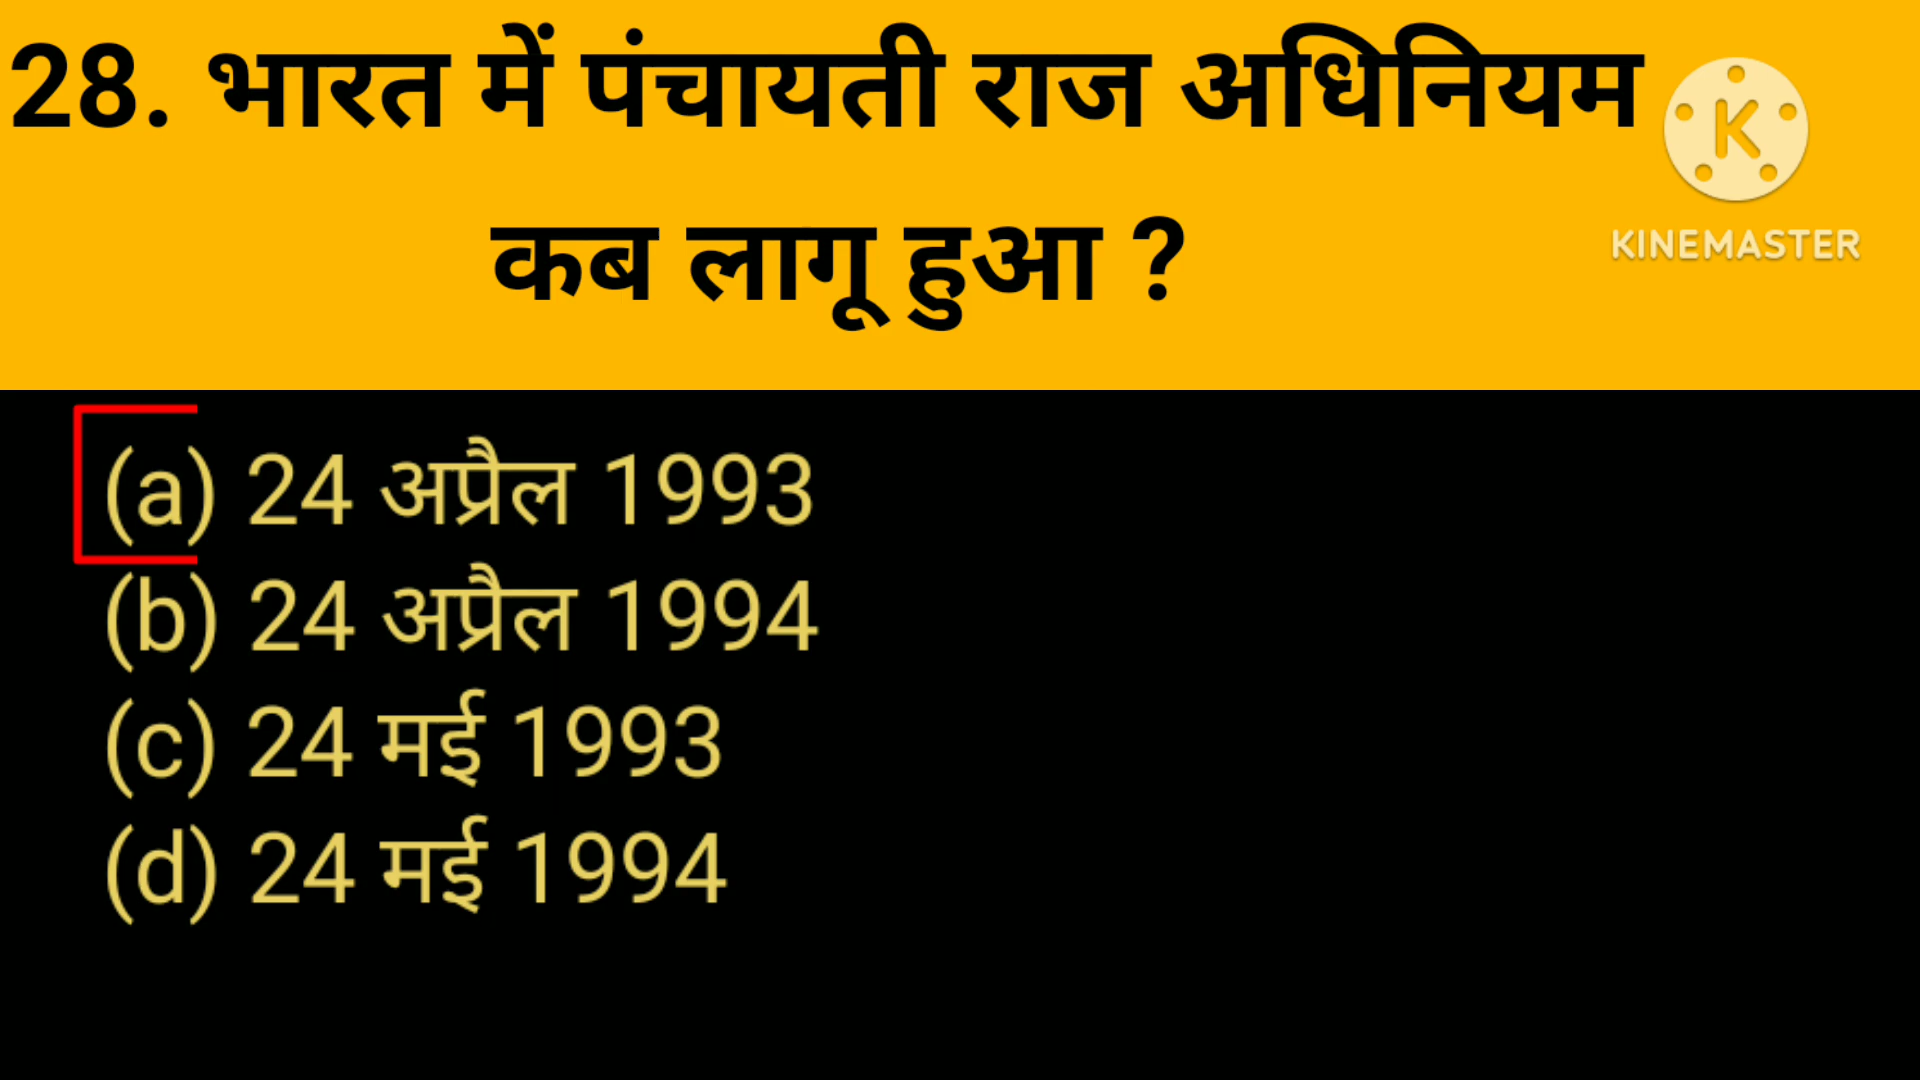 28. भारत में पंचायती राज अधिनियम
कब लागू हुआ ?
K
KINEMASTER
(a) 24 अप्रैल 1993
(b) 24 अप्रैल 1994
(c) 24 मई 1993
(d) 24 मई 1994